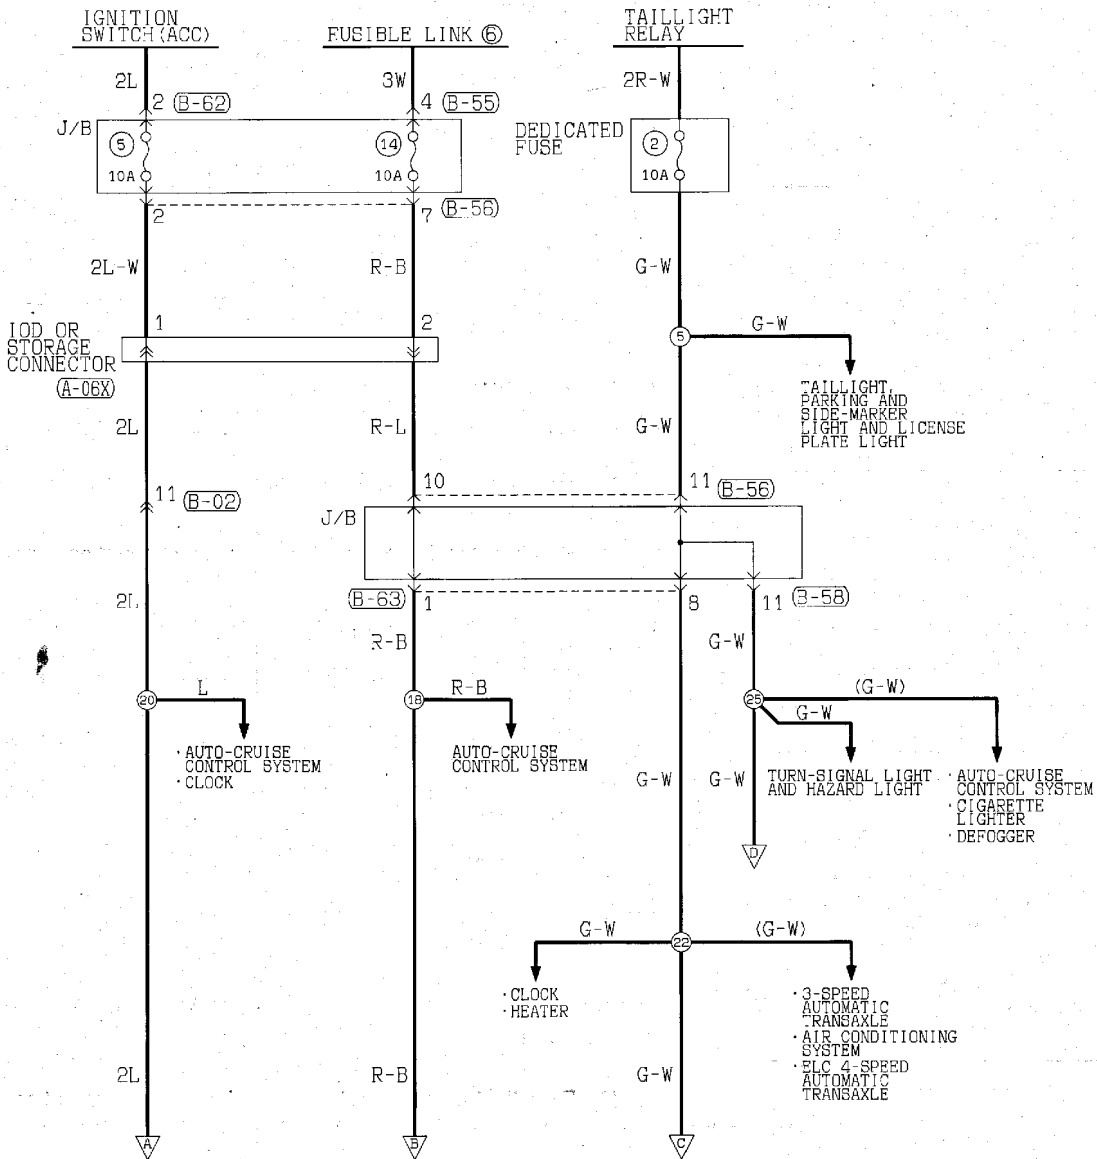 IGNITION
SWITCH(ACC)
FUSIBLE LINK ⑥
TAILLIGHT
RELAY
2L
3W
2R-W
2
B-62
4
B-55
J/B
⑤
10A
⑭
10A
DEDICATED
FUSE
②
10A
2
7
B-56
2L-W
R-B
G-W
1
2
IOD OR
STORAGE
CONNECTOR
A-06X
⑤
G-W
TAILLIGHT,
PARKING AND
SIDE-MARKER
LIGHT AND LICENSE
PLATE LIGHT
2L
R-L
G-W
11
B-02
10
11
B-56
J/B
2L
B-63
1
8
11
B-58
R-B
G-W
⑳
L
· AUTO-CRUISE
CONTROL SYSTEM
· CLOCK
⑱
R-B
AUTO-CRUISE
CONTROL SYSTEM
㉕
(G-W)
G-W
G-W
G-W
TURN-SIGNAL LIGHT
AND HAZARD LIGHT
· AUTO-CRUISE
CONTROL SYSTEM
· CIGARETTE
LIGHTER
· DEFOGGER
D
G-W
㉒
(G-W)
· CLOCK
· HEATER
· 3-SPEED
AUTOMATIC
TRANSAXLE
· AIR CONDITIONING
SYSTEM
· ELC 4-SPEED
AUTOMATIC
TRANSAXLE
2L
R-B
G-W
A
B
C